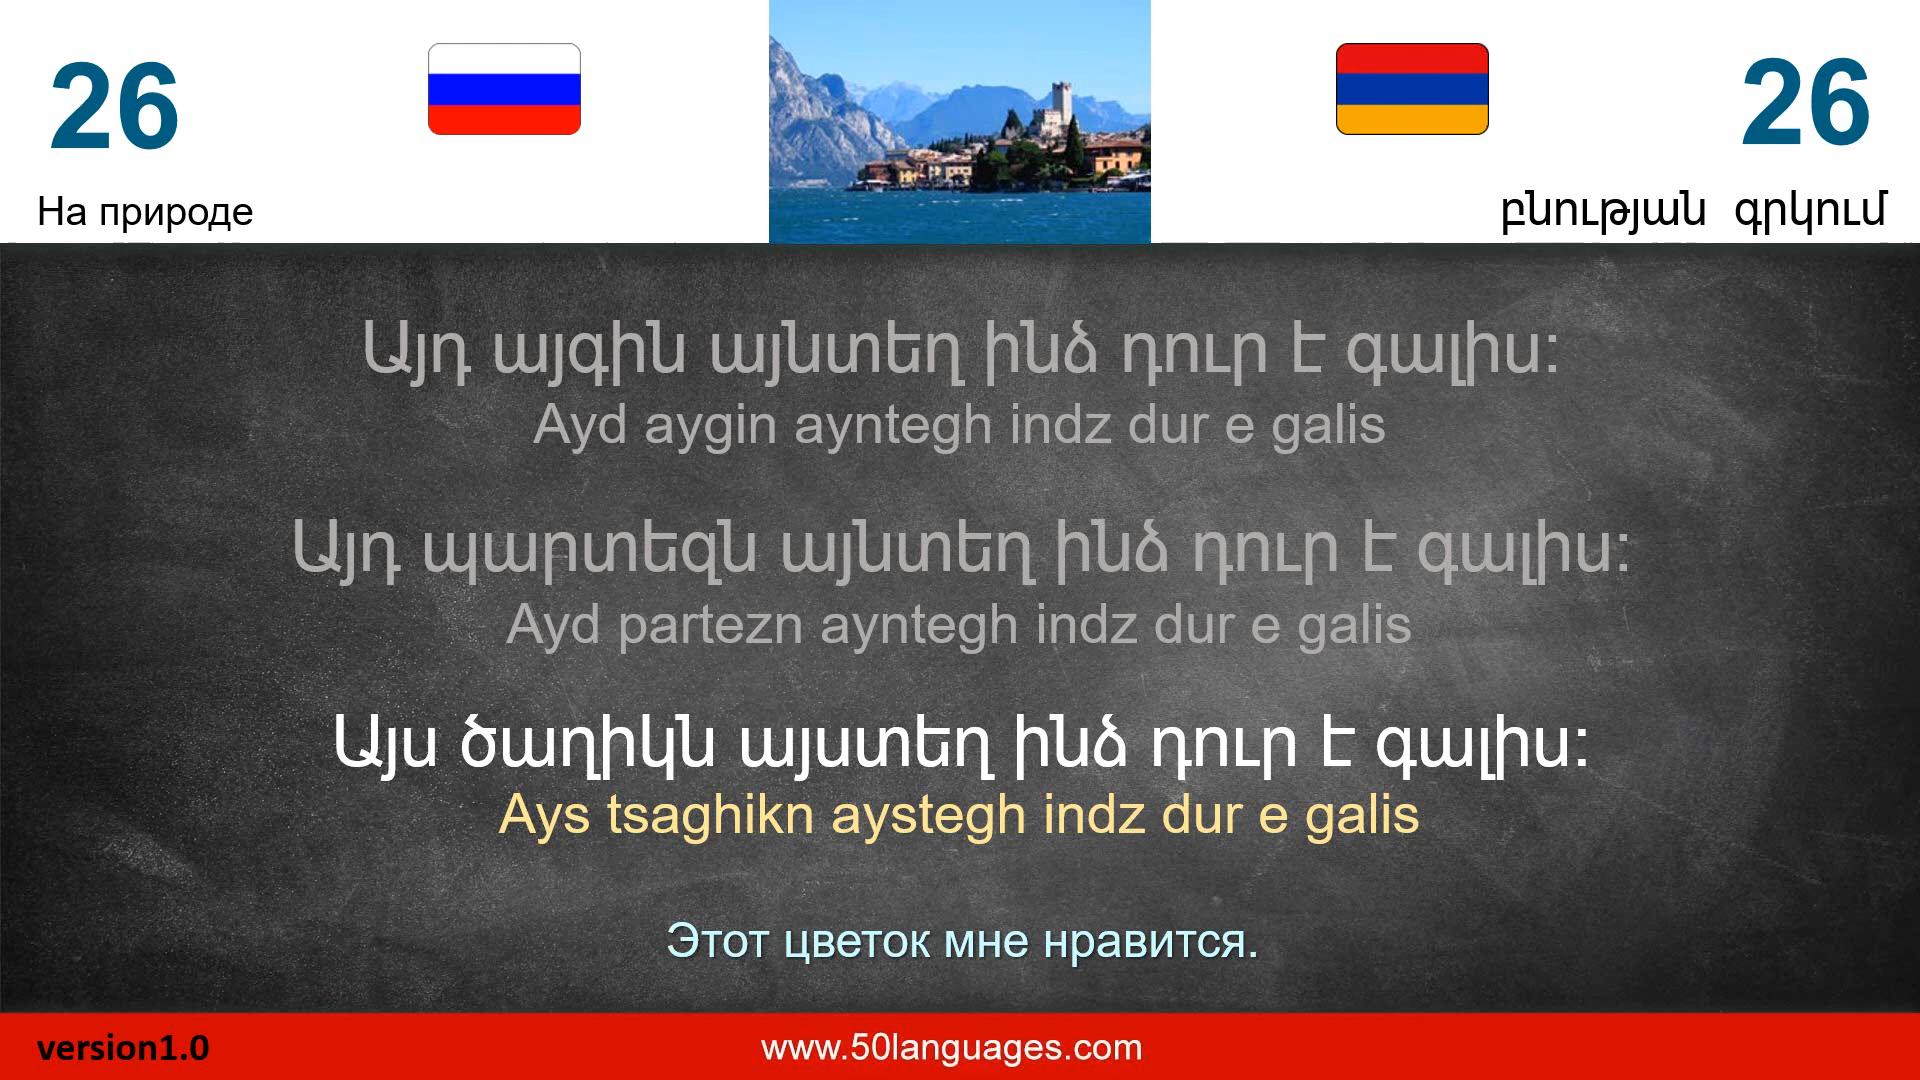 26
26
На природе
բնության գրկում
Այդ այգին այնտեղ ինձ դուր է գալիս:
Ayd aygin ayntegh indz dur e galis
Այդ պարտեզն այնտեղ ինձ դուր է գալիս:
Ayd partezn ayntegh indz dur e galis
Այս ծաղիկն այստեղ ինձ դուր է գալիս:
Ays tsaghikn aystegh indz dur e galis
Этот цветок мне нравится.
version1.0
www.50languages.com